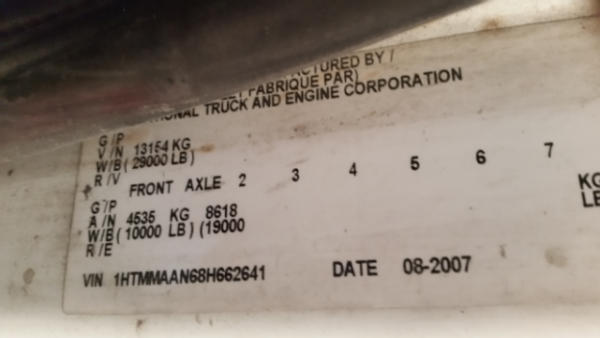 CTURED BY /
FABRIQUE PAR)
IONAL TRUCK AND ENGINE CORPORATION
G / P
V / N 13154 KG
W/B ( 29000 LB )
R / V
FRONT AXLE 2 3 4 5 6 7
G / P
A / N 4535 KG 8618 KG
W/B ( 10000 LB ) (19000 LB
R / E
VIN 1HTMMAAN68H662641 DATE 08-2007